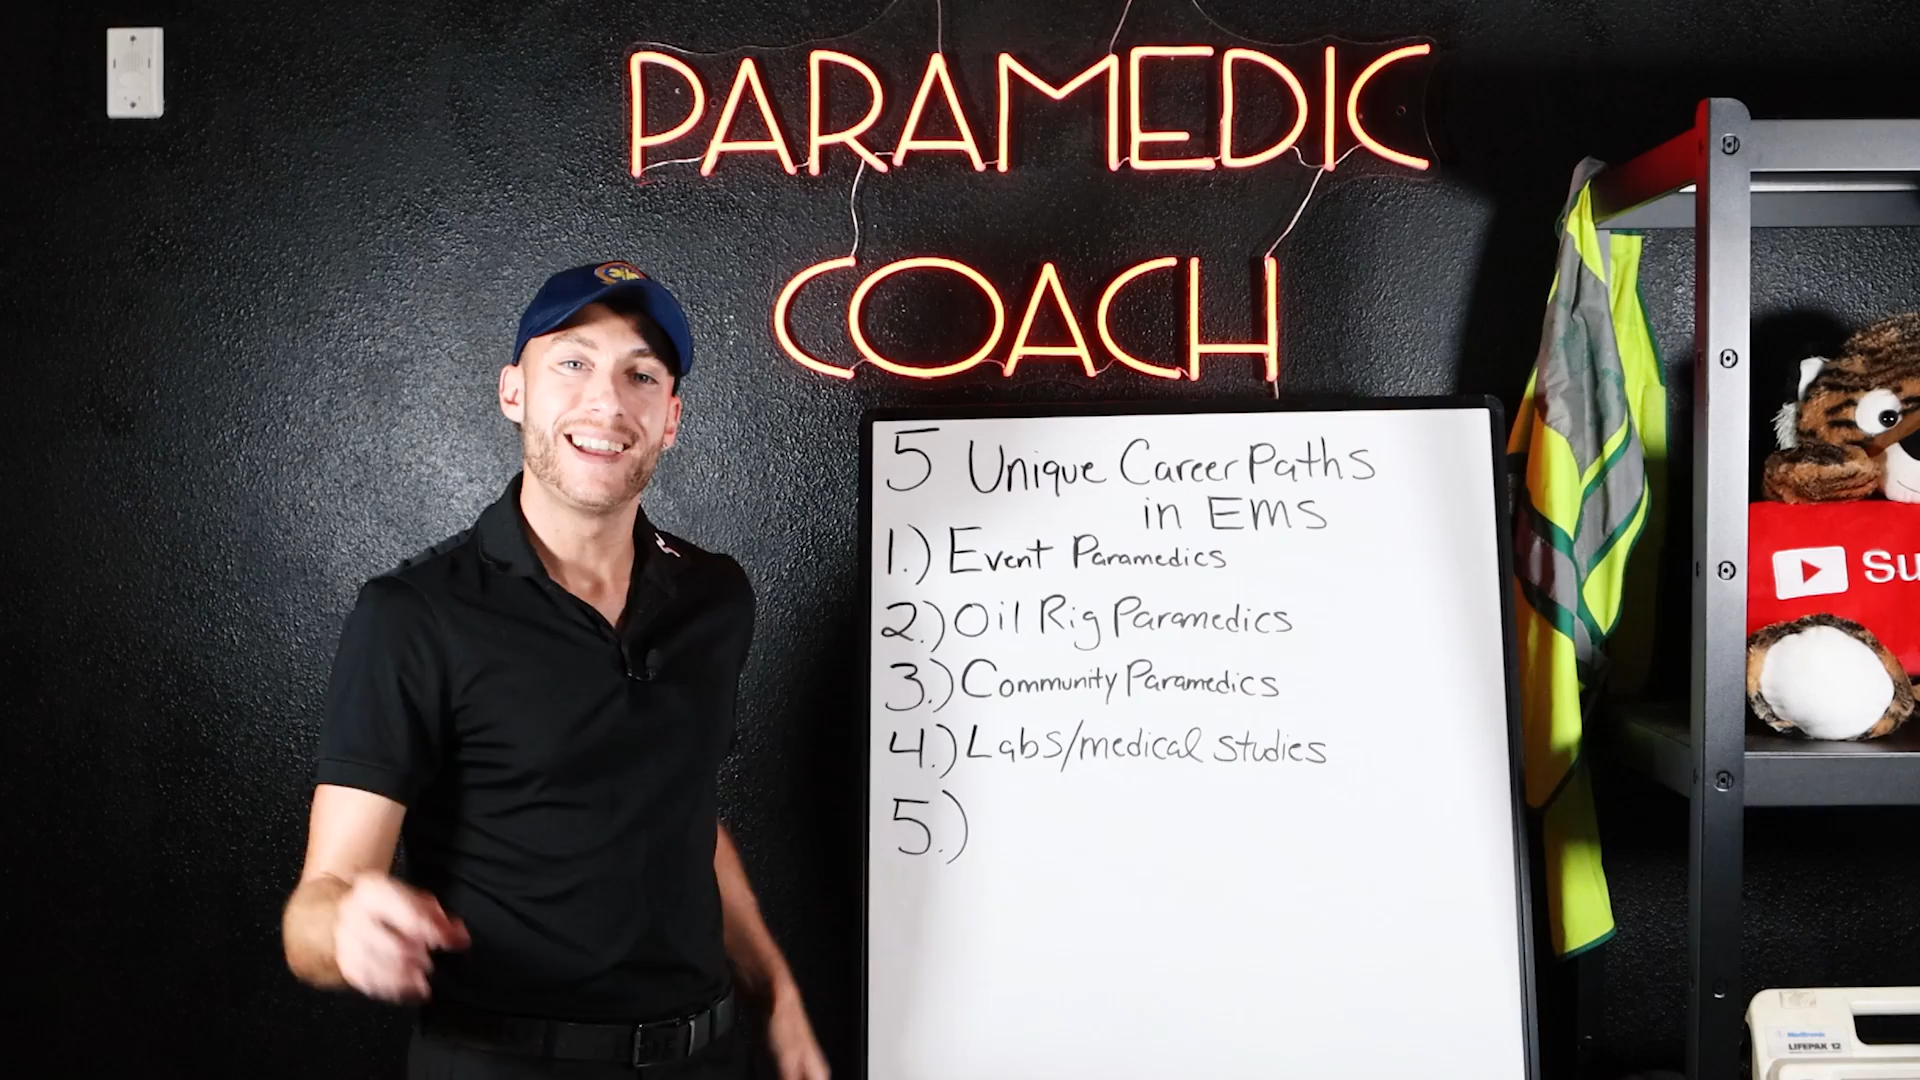 PARAMEDIC
COACH
5 Unique Career Paths
in EMS
1.) Event Paramedics
2.) Oil Rig Paramedics
3.) Community Paramedics
4.) Labs/medical studies
5.)
Su
Medtronic
LIFEPAK 12